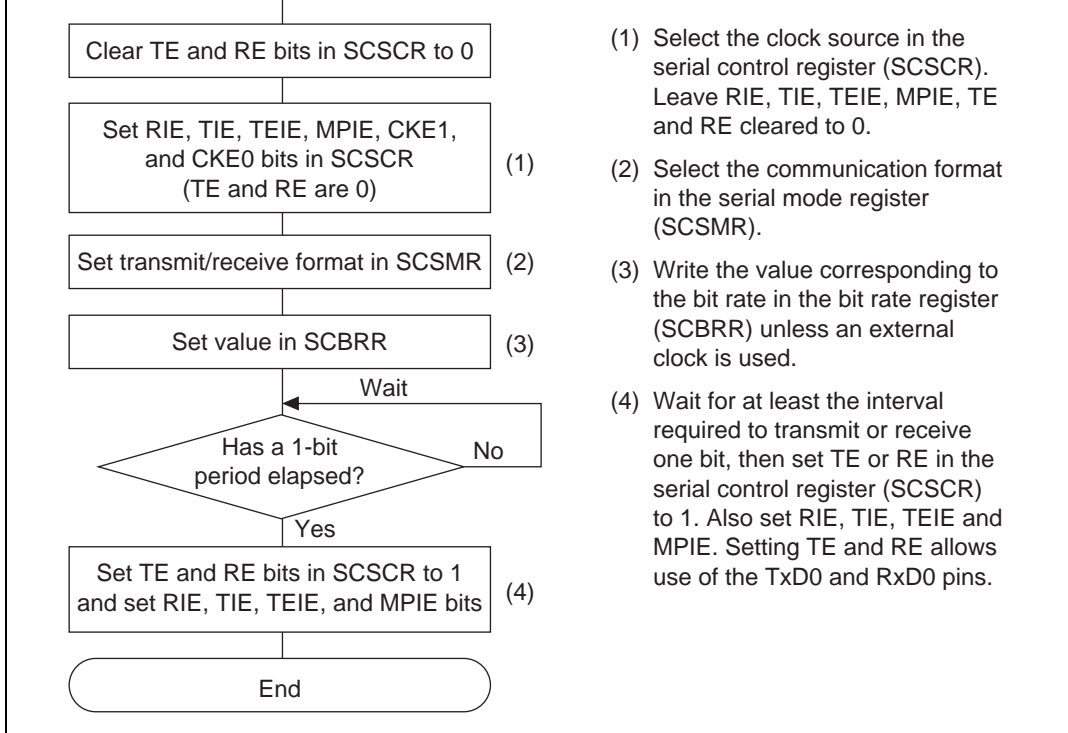 Clear TE and RE bits in SCSCR to 0
Set RIE, TIE, TEIE, MPIE, CKE1,
and CKE0 bits in SCSCR
(TE and RE are 0)
(1)
Set transmit/receive format in SCSMR
(2)
Set value in SCBRR
(3)
Wait
Has a 1-bit
period elapsed?
No
Yes
Set TE and RE bits in SCSCR to 1
and set RIE, TIE, TEIE, and MPIE bits
(4)
End
(1) Select the clock source in the
serial control register (SCSCR).
Leave RIE, TIE, TEIE, MPIE, TE
and RE cleared to 0.
(2) Select the communication format
in the serial mode register
(SCSMR).
(3) Write the value corresponding to
the bit rate in the bit rate register
(SCBRR) unless an external
clock is used.
(4) Wait for at least the interval
required to transmit or receive
one bit, then set TE or RE in the
serial control register (SCSCR)
to 1. Also set RIE, TIE, TEIE and
MPIE. Setting TE and RE allows
use of the TxD0 and RxD0 pins.